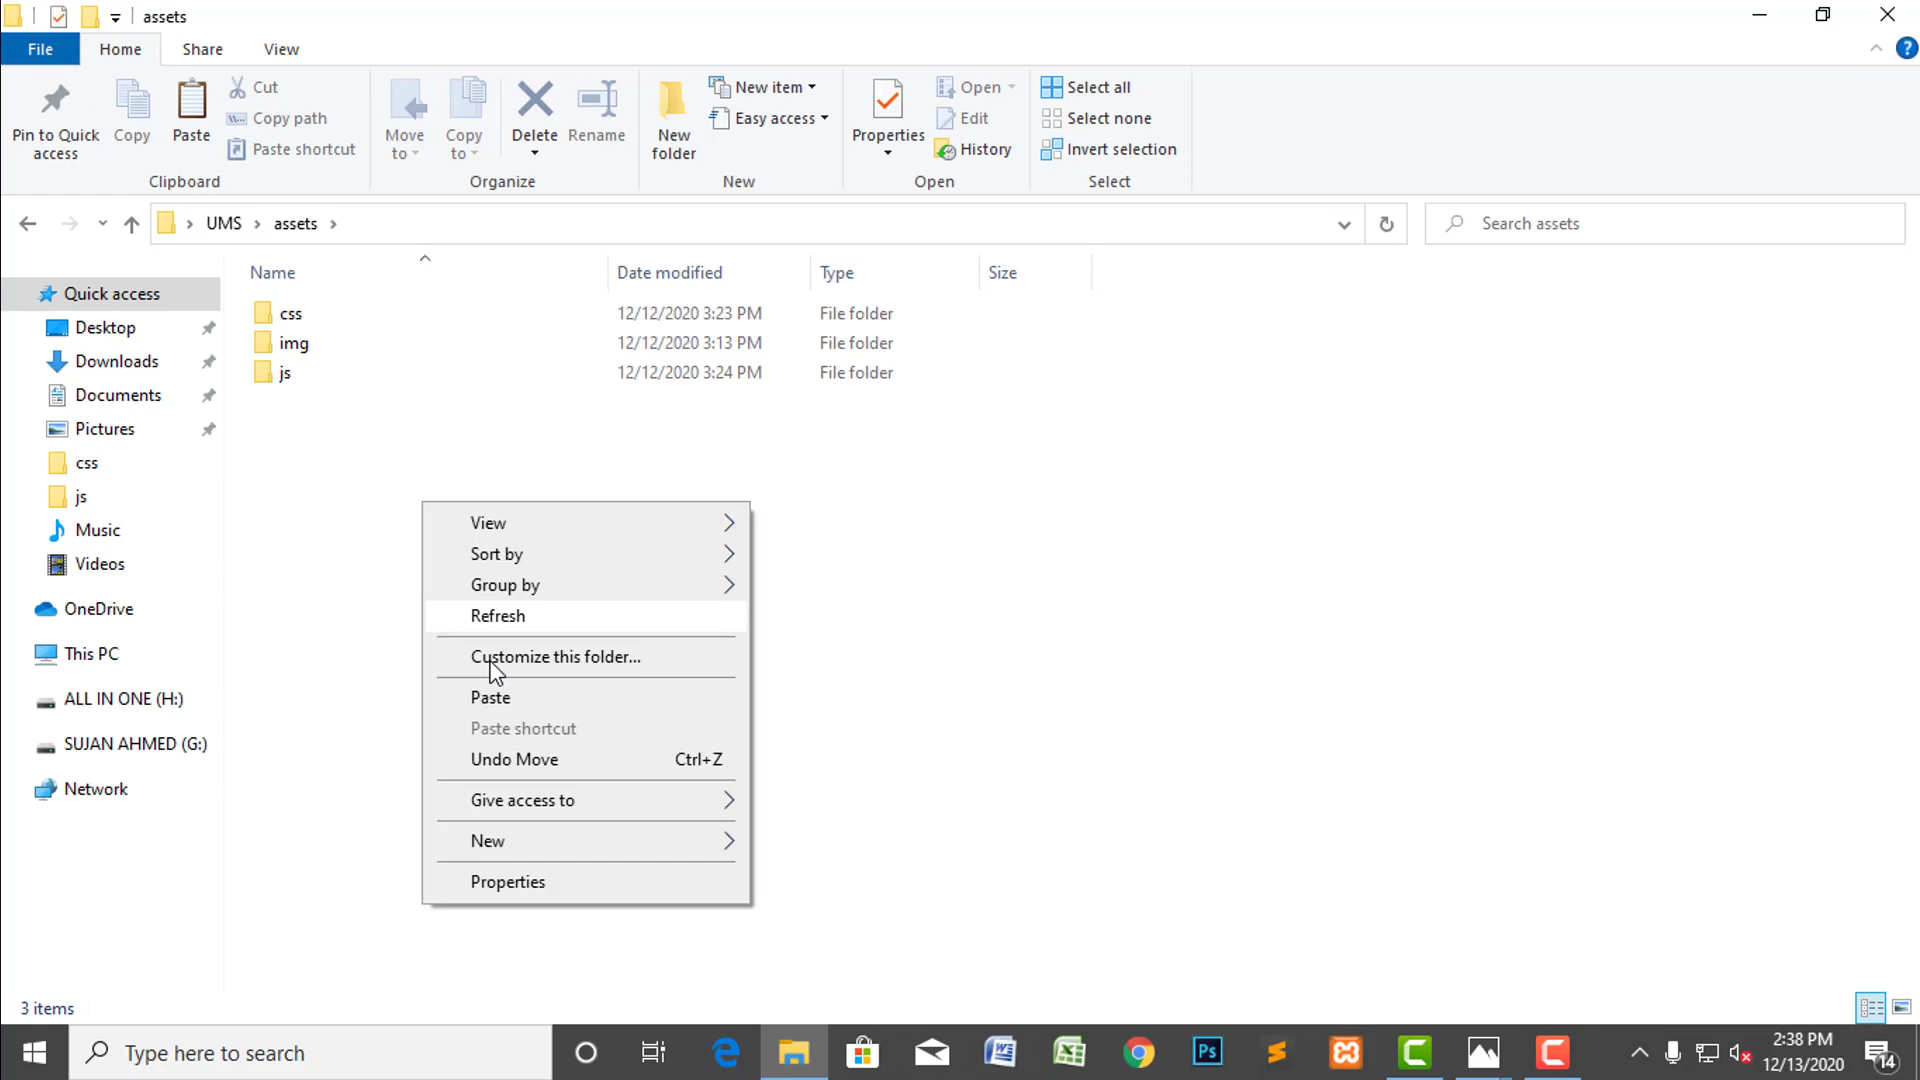 assets
File Home Share View
Pin to Quick access
Copy
Paste
Cut
Copy path
Paste shortcut
Clipboard
Move to
Copy to
Delete
Rename
Organize
New folder
New item
Easy access
New
Properties
Open
Edit
History
Open
Select all
Select none
Invert selection
Select
UMS assets
Search assets
Name Date modified Type Size
css 12/12/2020 3:23 PM File folder
img 12/12/2020 3:13 PM File folder
js 12/12/2020 3:24 PM File folder
Quick access
Desktop
Downloads
Documents
Pictures
css
js
Music
Videos
OneDrive
This PC
ALL IN ONE (H:)
SUJAN AHMED (G:)
Network
View
Sort by
Group by
Refresh
Customize this folder...
Paste
Paste shortcut
Undo Move Ctrl+Z
Give access to
New
Properties
3 items
Type here to search
Ps
2:38 PM
12/13/2020
14